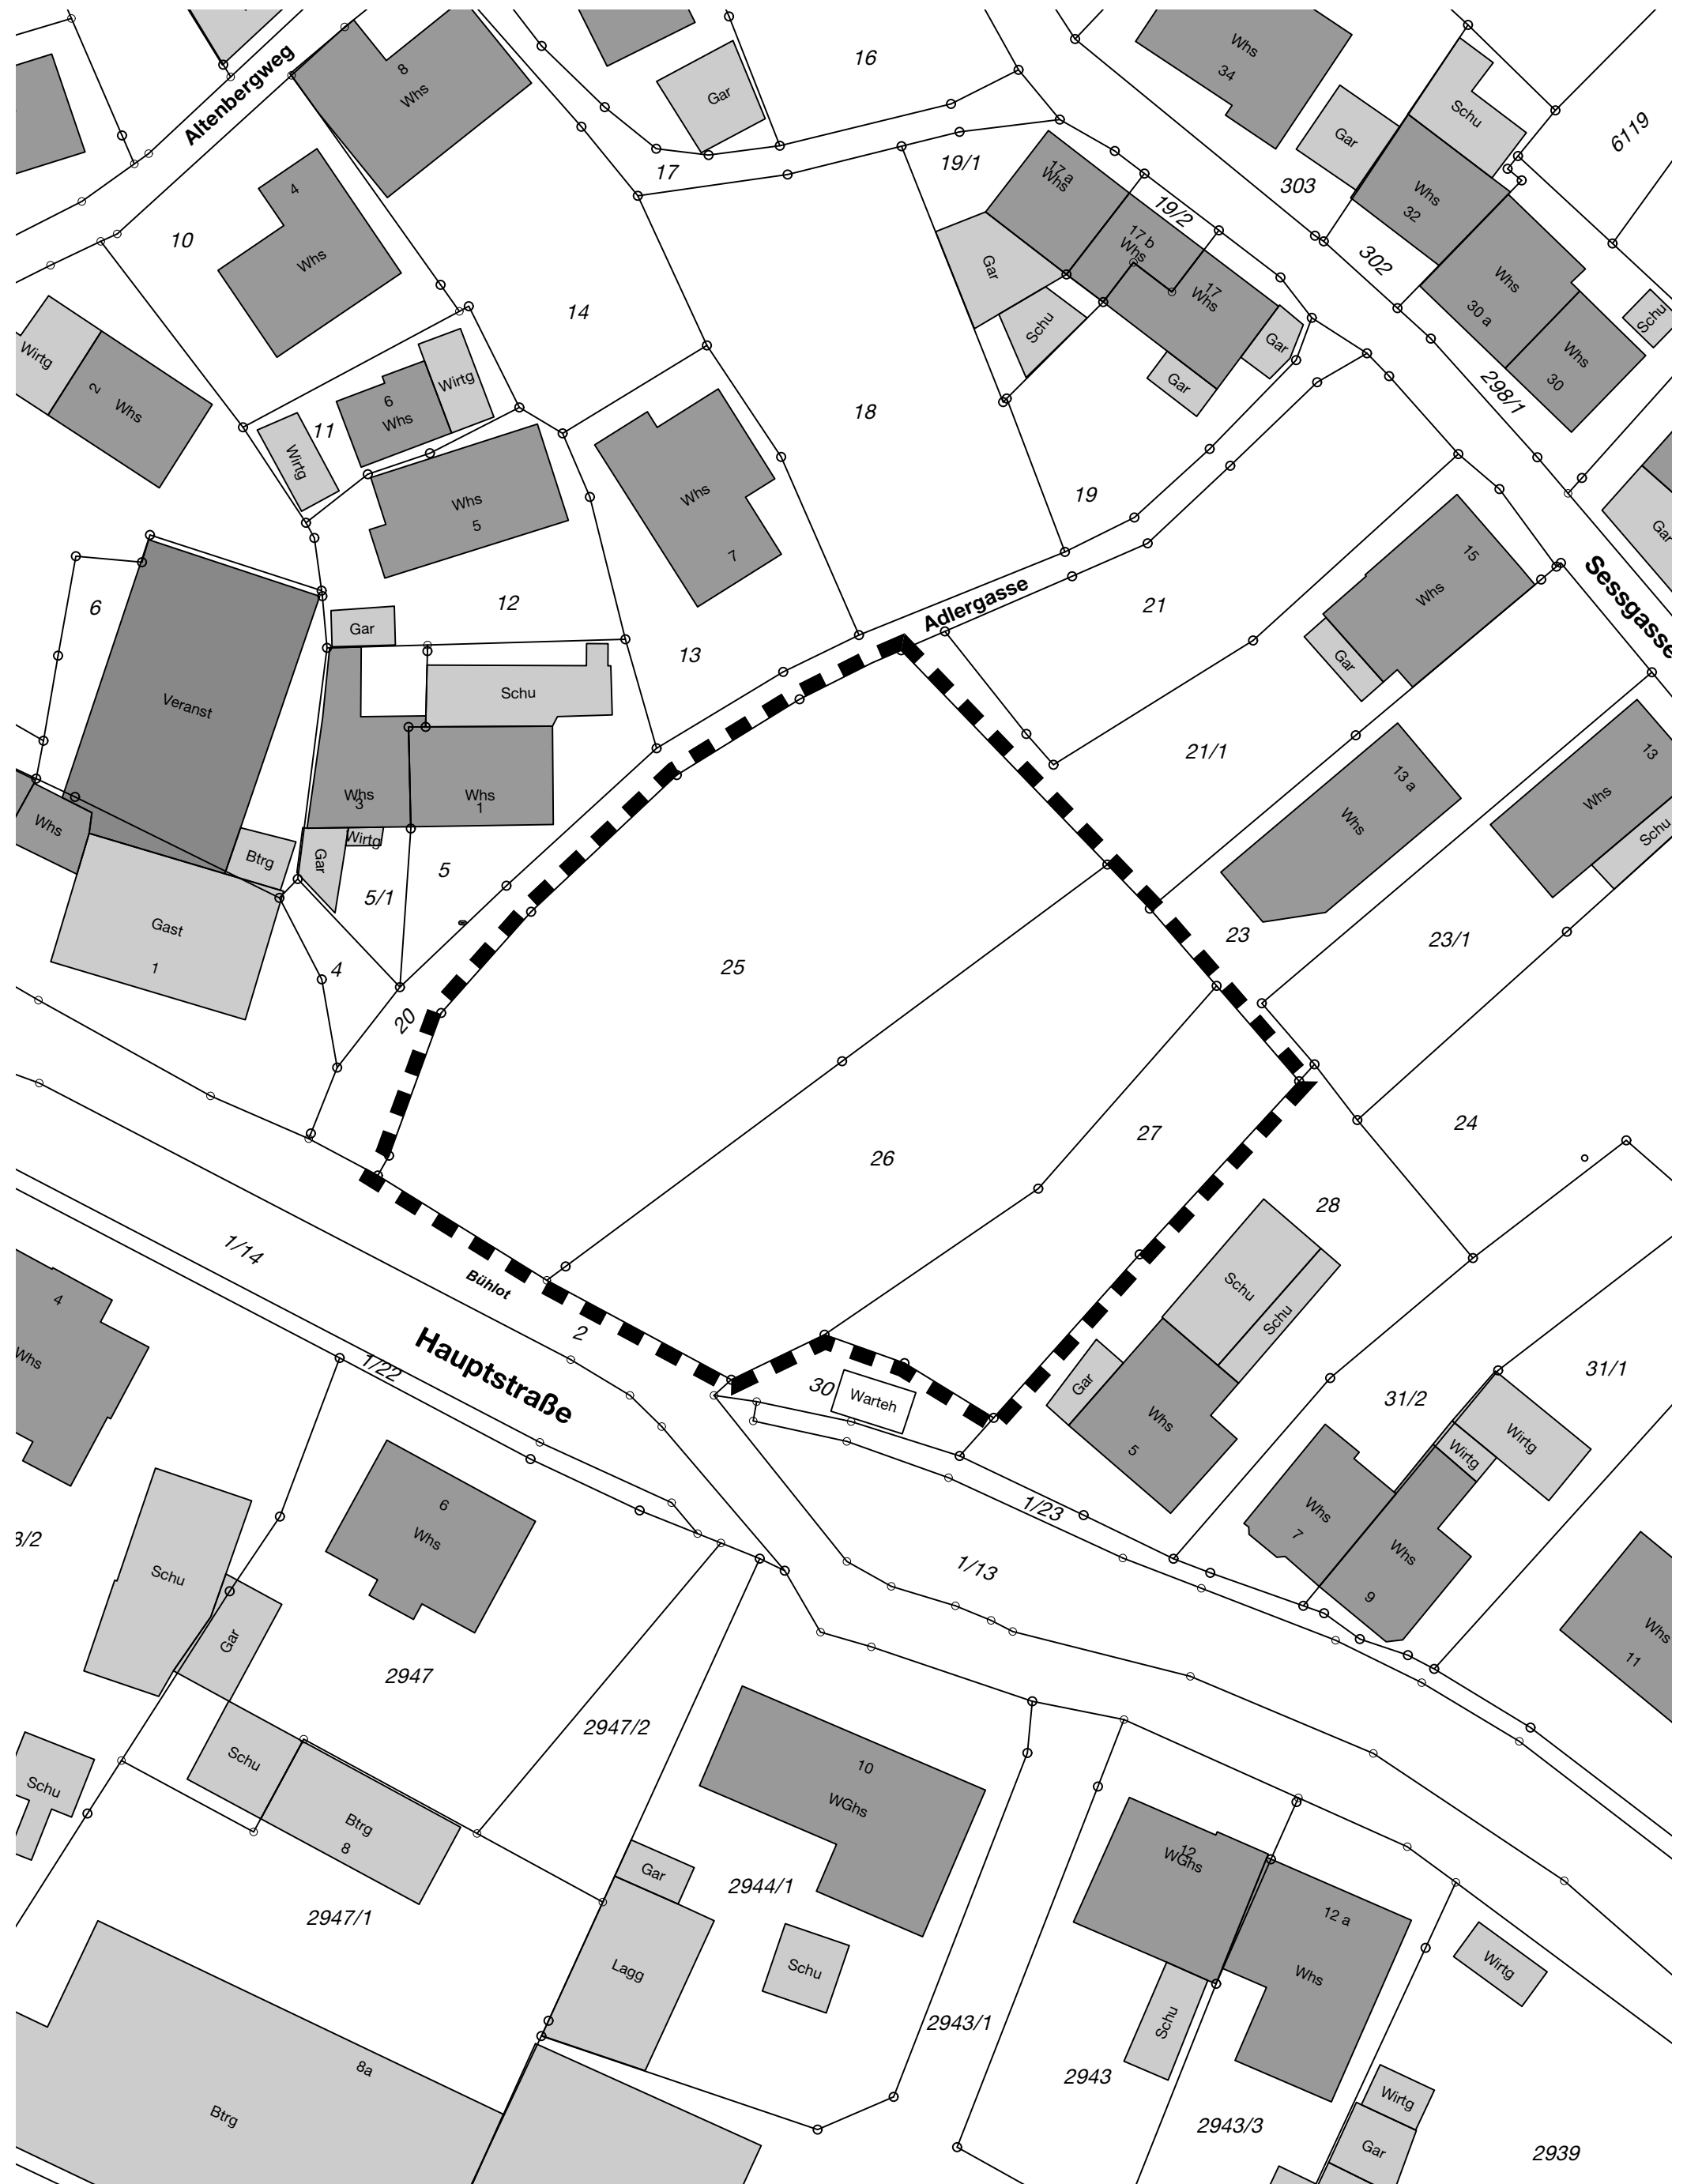 Altenbergweg
8
Whs
Gar
16
Whs
34
Gar
Schu
6119
17
19/1
17 a
Whs
303
Whs
32
4
Whs
10
19/2
17 b
Whs
302
Gar
17
Whs
Whs
30 a
Schu
14
Schu
Gar
Wirtg
2
Whs
6
Whs
Wirtg
Gar
298/1
Whs
30
11
Wirtg
18
Whs
5
Whs
7
19
Gar
15
Whs
Sessgasse
6
12
Adlergasse
21
Gar
13
Gar
Veranst
Schu
21/1
13
Whs
13 a
Whs
Whs
3
Whs
1
Whs
Wirtg
Schu
Btrg
Gar
5
5/1
Gast
1
23
23/1
4
25
20
24
27
26
28
1/14
Bühlot
Schu
Schu
4
Whs
2
Hauptstraße
1/22
30
Warteh
Gar
31/1
31/2
Whs
5
Wirtg
Wirtg
6
Whs
1/23
Whs
7
3/2
Schu
1/13
Whs
9
Gar
Whs
11
2947
2947/2
10
WGhs
Schu
Schu
Btrg
8
12
WGhs
Gar
2944/1
2947/1
12 a
Lagg
Schu
Whs
Wirtg
2943/1
Schu
8a
2943
Wirtg
Btrg
2943/3
Gar
2939